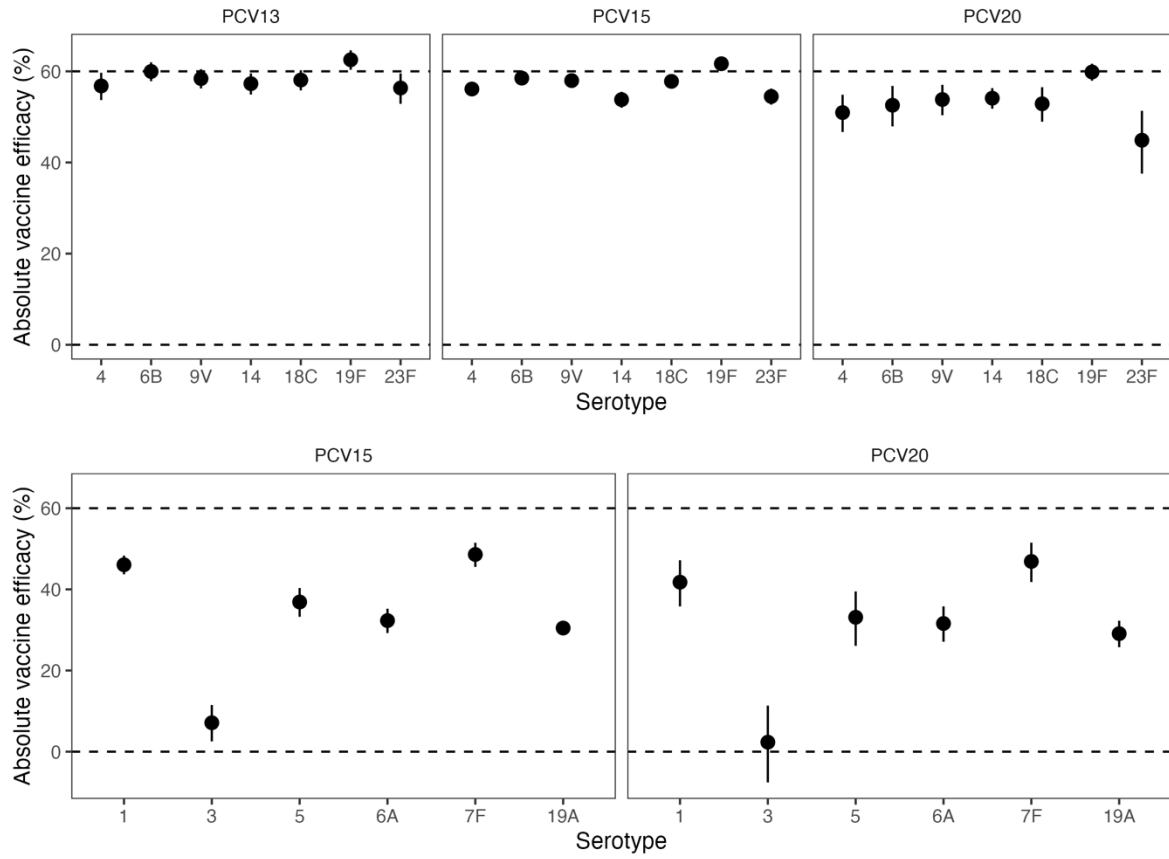 PCV13 PCV15 PCV20
Absolute vaccine efficacy (%)
60
40
20
0
4 6B 9V 14 18C 19F 23F 4 6B 9V 14 18C 19F 23F 4 6B 9V 14 18C 19F 23F
Serotype
PCV15 PCV20
Absolute vaccine efficacy (%)
60
40
20
0
1 3 5 6A 7F 19A 1 3 5 6A 7F 19A
Serotype